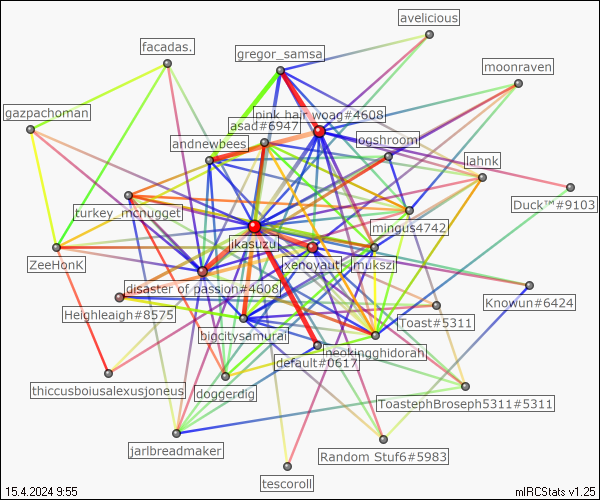 avelicious
facadas.
gregor_samsa
moonraven
gazpachoman
pink hair woag#4608
asad#6947
andnewbees
ogshroom
lahnk
Duck™#9103
turkey_mcnugget
mingus4742
ikasuzu
ZeeHonK
xenoyaut
mukszi
disaster of passion#4608
Knowun#6424
Heighleaigh#8575
Toast#5311
bigcitysamurai
neokingghidorah
default#0617
thiccusboiusalexusjoneus
doggerdig
ToastephBroseph5311#5311
jarlbreadmaker
Random Stuf6#5983
tescoroll
15.4.2024 9:55
mIRCStats v1.25